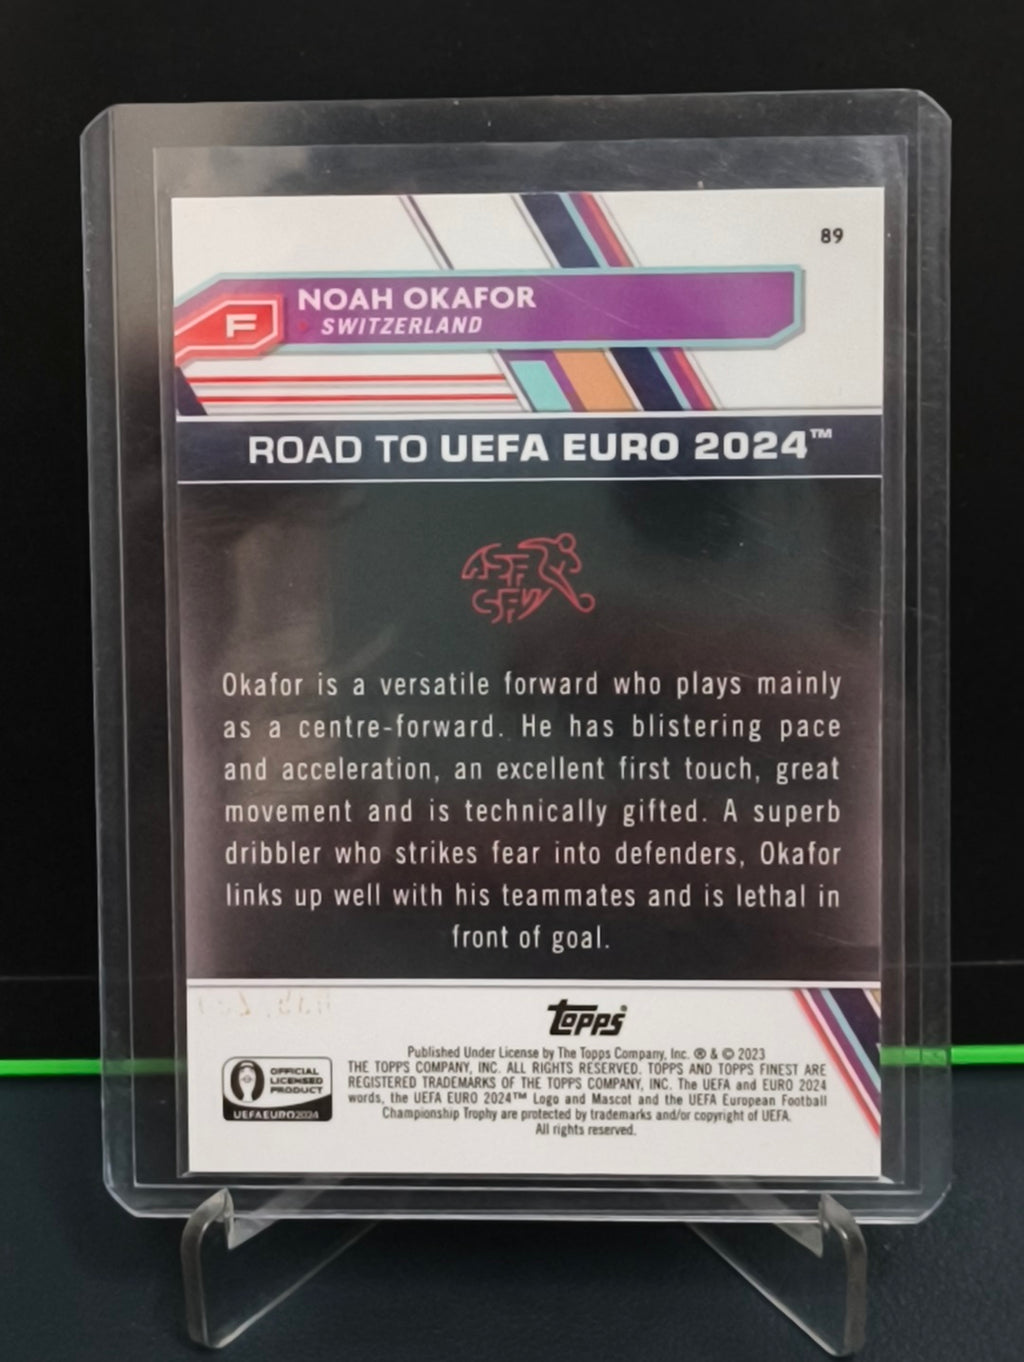 89
NOAH OKAFOR
F
SWITZERLAND
ROAD TO UEFA EURO 2024™
ASF
SFV
Okafor is a versatile forward who plays mainly
as a centre-forward. He has blistering pace
and acceleration, an excellent first touch, great
movement and is technically gifted. A superb
dribbler who strikes fear into defenders, Okafor
links up well with his teammates and is lethal in
front of goal.
Topps®
Published Under License by The Topps Company, Inc. ® & © 2023
THE TOPPS COMPANY, INC. ALL RIGHTS RESERVED. TOPPS AND TOPPS FINEST ARE
REGISTERED TRADEMARKS OF THE TOPPS COMPANY, INC. The UEFA and EURO 2024
words, the UEFA EURO 2024™ Logo and Mascot and the UEFA European Football
Championship Trophy are protected by trademarks and/or copyright of UEFA.
All rights reserved.
OFFICIAL
LICENSED
PRODUCT
UEFAEURO2024